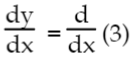 dy/dx = d/dx (3)